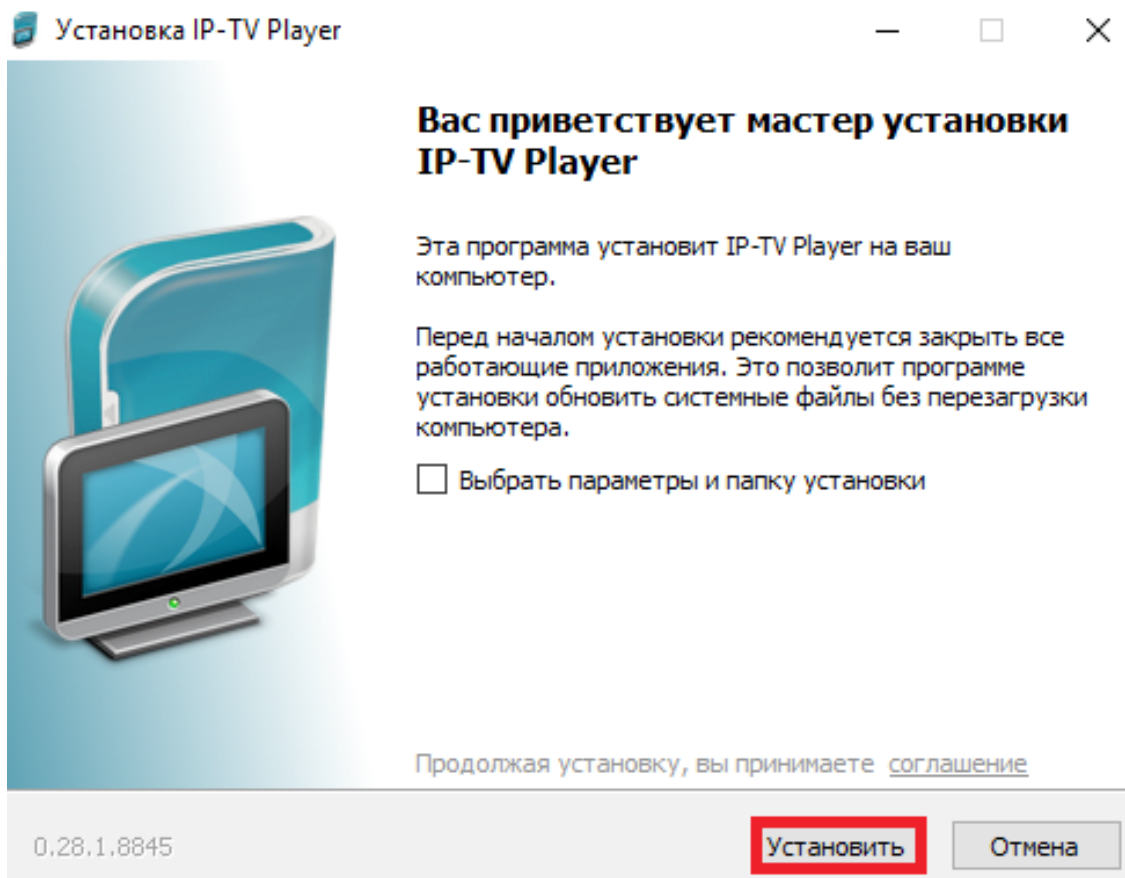 Установка IP-TV Player
Вас приветствует мастер установки
IP-TV Player
Эта программа установит IP-TV Player на ваш
компьютер.
Перед началом установки рекомендуется закрыть все
работающие приложения. Это позволит программе
установки обновить системные файлы без перезагрузки
компьютера.
Выбрать параметры и папку установки
Продолжая установку, вы принимаете соглашение
0.28.1.8845
Установить
Отмена